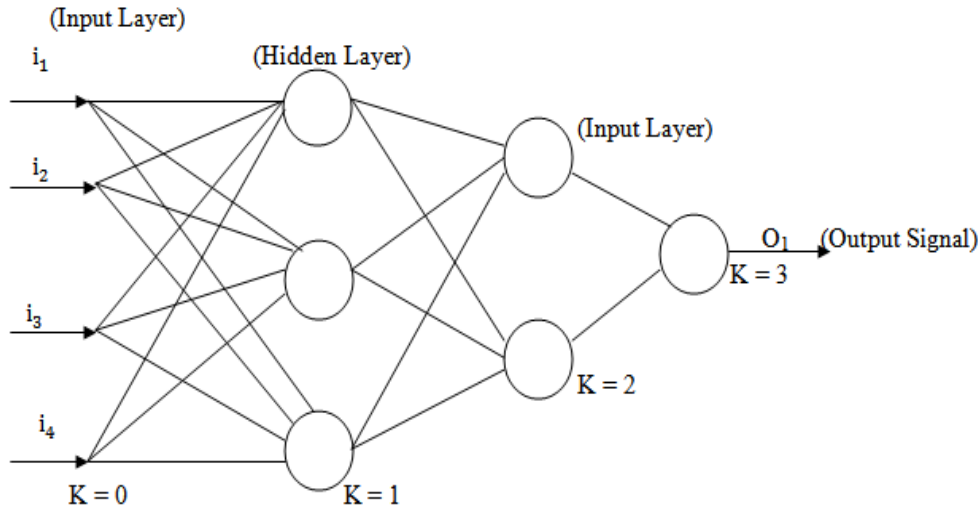 (Input Layer)
i₁
(Hidden Layer)
(Input Layer)
i₂
O₁ (Output Signal)
K = 3
i₃
K = 2
i₄
K = 0
K = 1